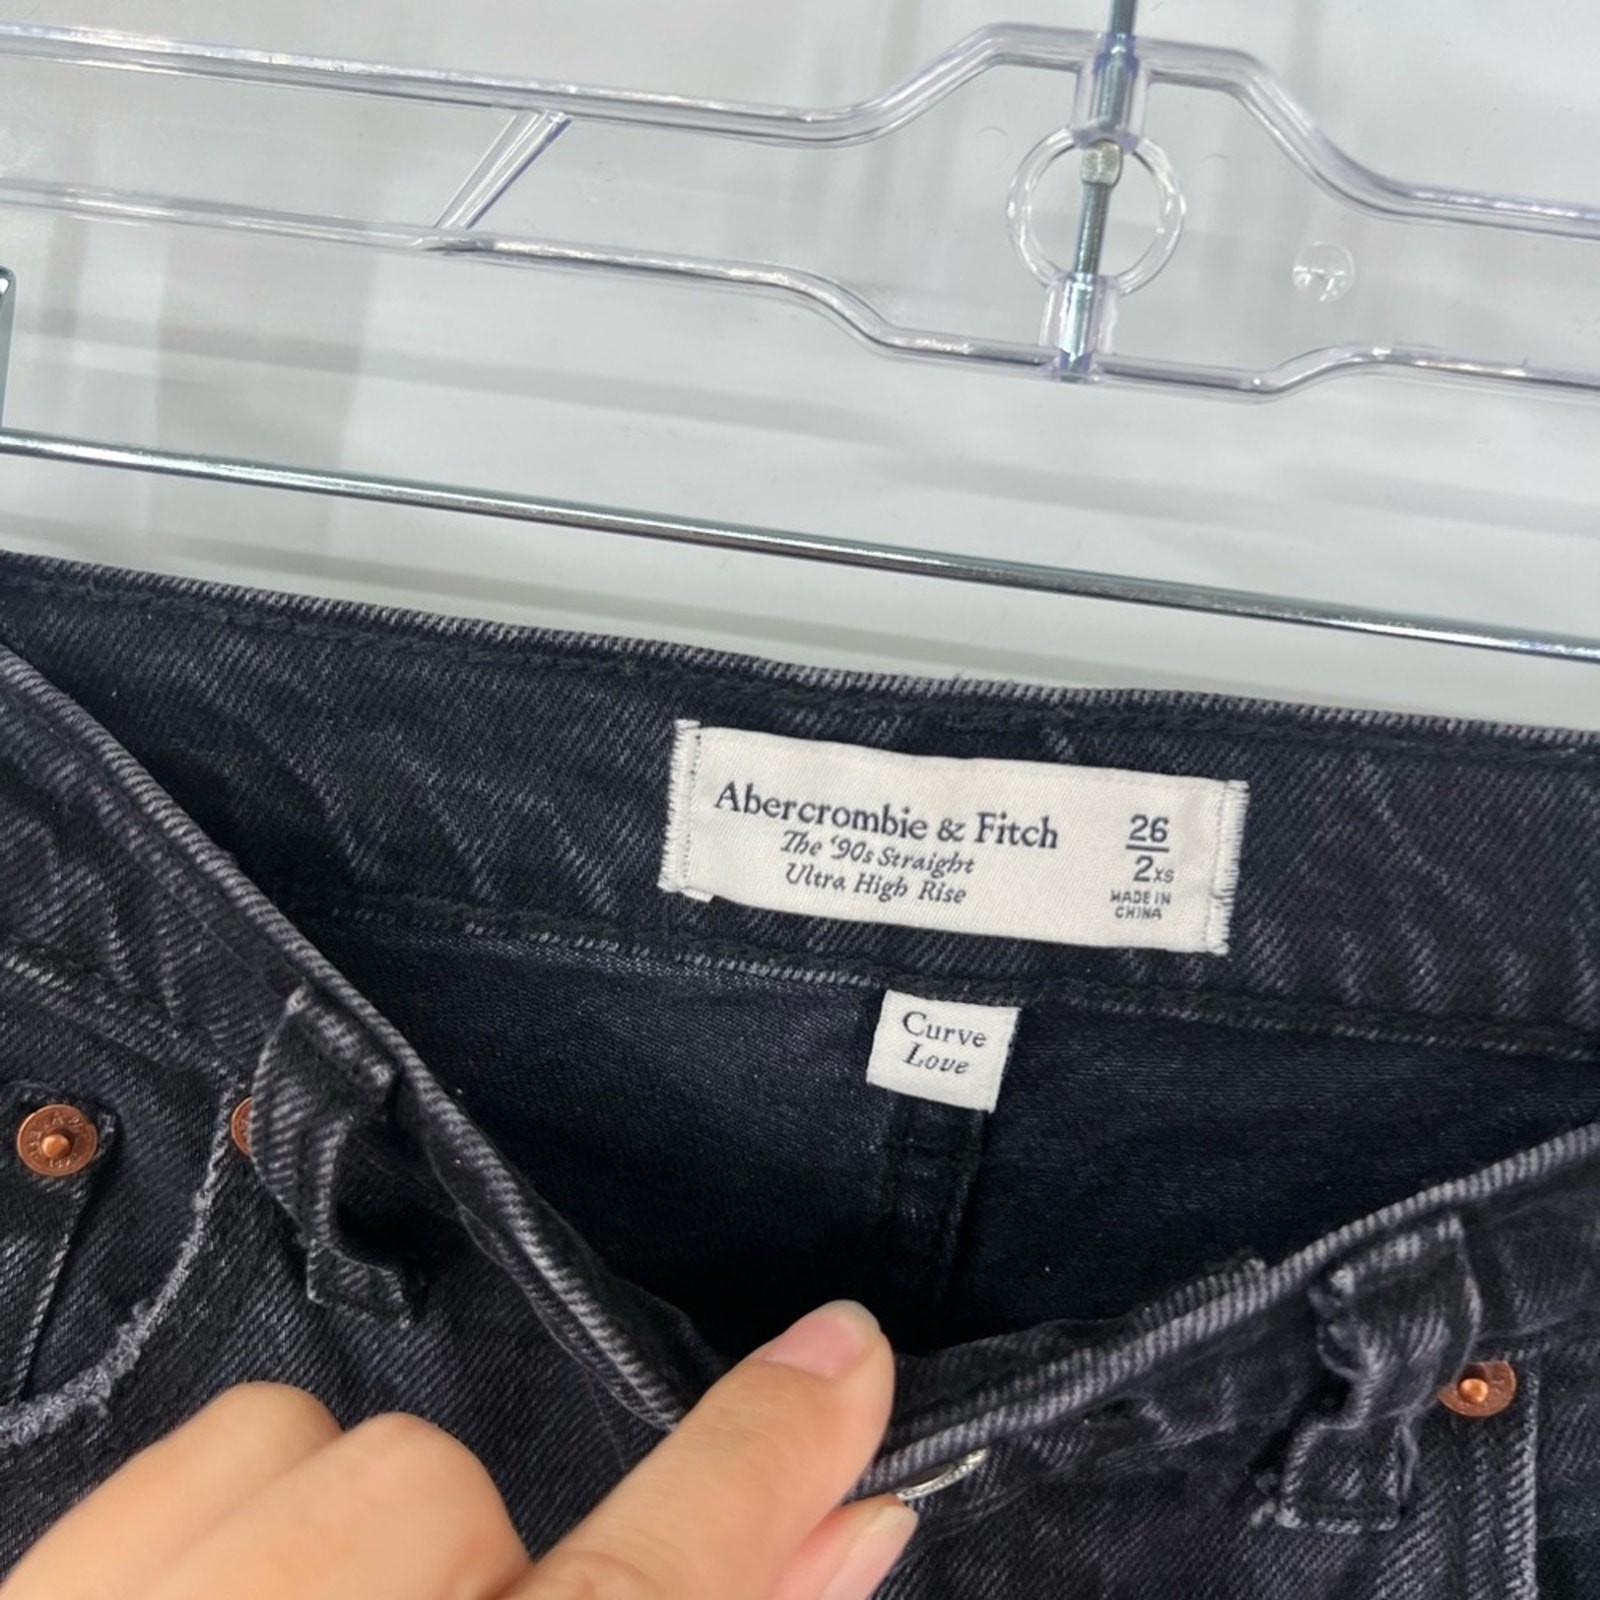 Abercrombie & Fitch
The '90s Straight
Ultra High Rise
26
2XS
MADE IN
CHINA
Curve
Love